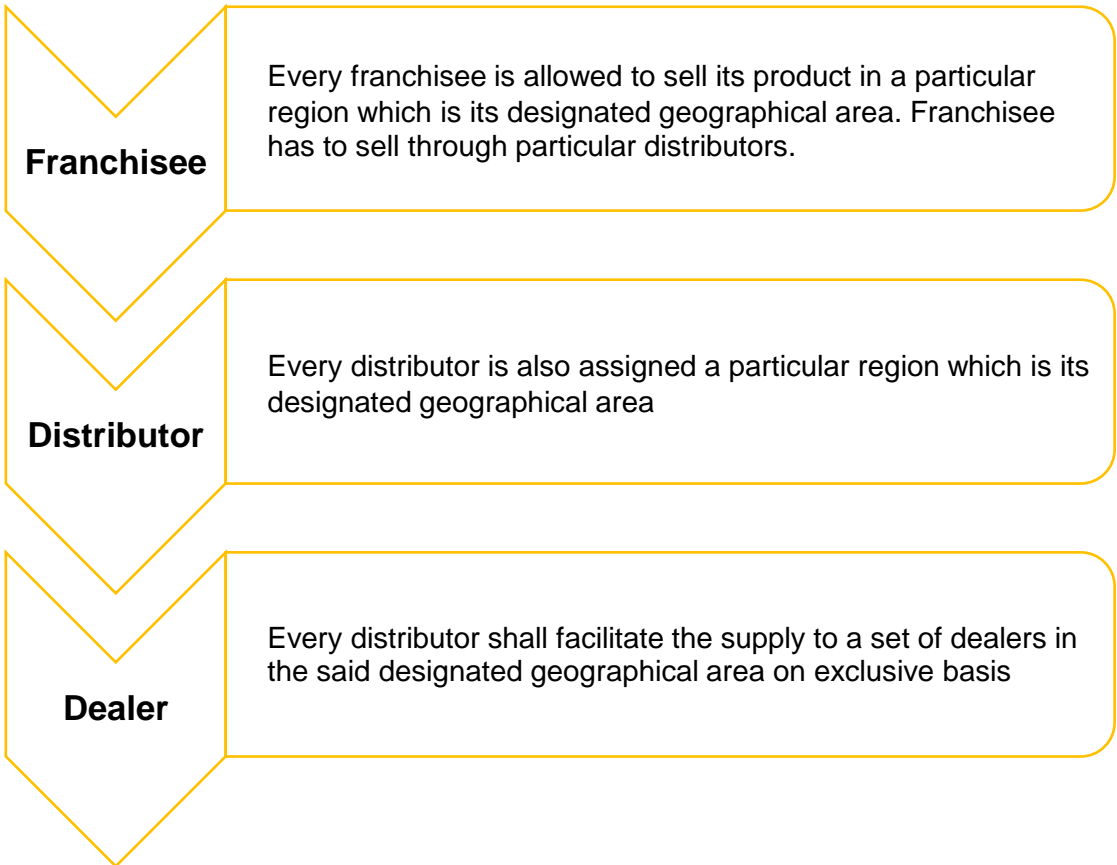 Franchisee
Every franchisee is allowed to sell its product in a particular
region which is its designated geographical area. Franchisee
has to sell through particular distributors.
Distributor
Every distributor is also assigned a particular region which is its
designated geographical area
Dealer
Every distributor shall facilitate the supply to a set of dealers in
the said designated geographical area on exclusive basis